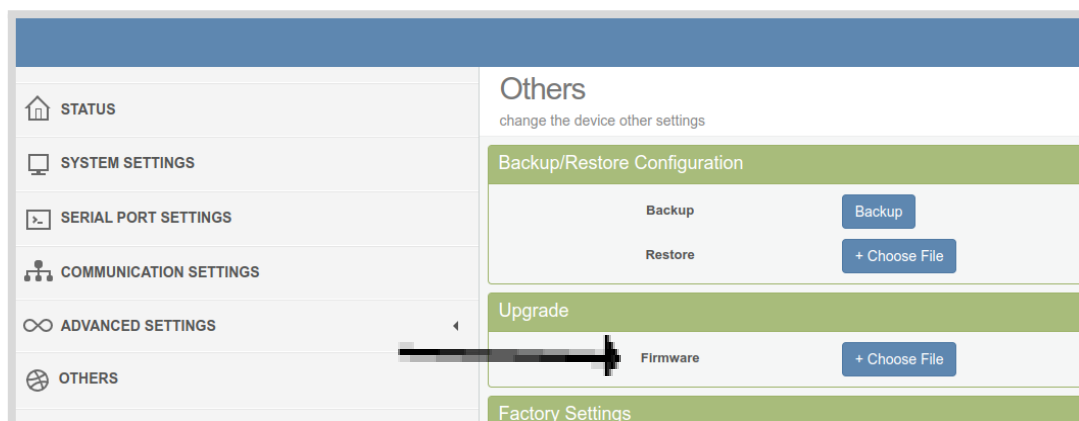 STATUS
SYSTEM SETTINGS
SERIAL PORT SETTINGS
COMMUNICATION SETTINGS
ADVANCED SETTINGS
OTHERS
Others
change the device other settings
Backup/Restore Configuration
Backup
Backup
Restore
+ Choose File
Upgrade
Firmware
+ Choose File
Factory Settings